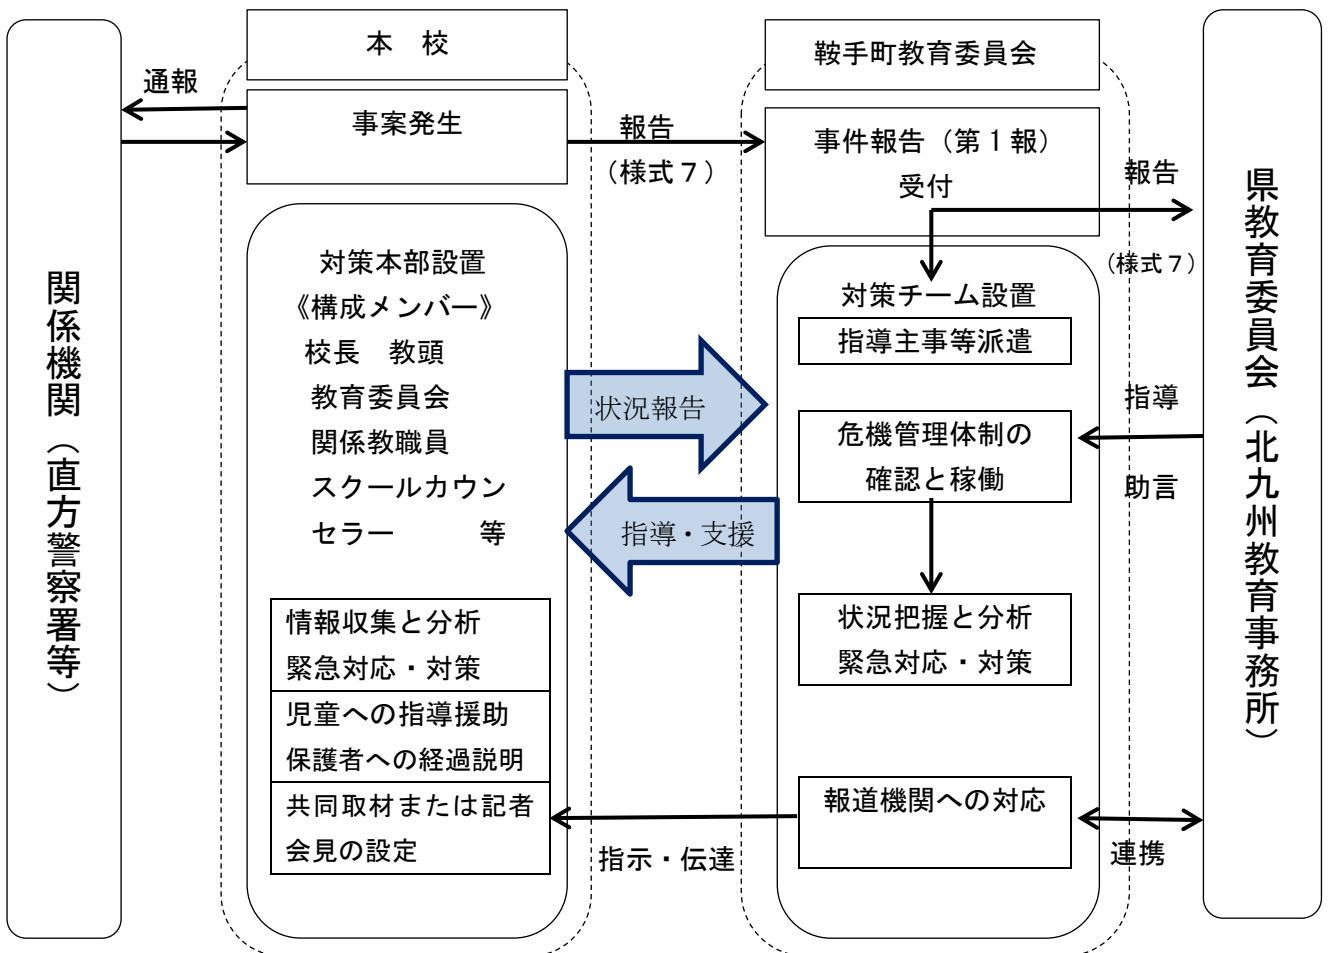 関係機関（直方警察署等）
通報
本　校
事案発生
報告
（様式７）
対策本部設置
《構成メンバー》
校長　教頭
教育委員会
関係教職員
スクールカウン
セラー　　　等
情報収集と分析
緊急対応・対策
児童への指導援助
保護者への経過説明
共同取材または記者
会見の設定
状況報告
指導・支援
指示・伝達
鞍手町教育委員会
事件報告（第１報）
受付
対策チーム設置
指導主事等派遣
危機管理体制の
確認と稼働
状況把握と分析
緊急対応・対策
報道機関への対応
報告
（様式７）
指導
助言
連携
県教育委員会（北九州教育事務所）